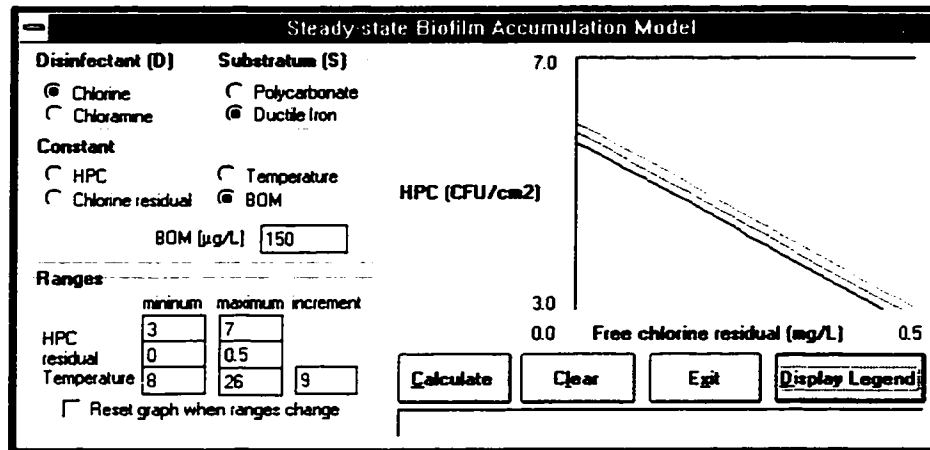 Steady-state Biofilm Accumulation Model
Disinfectant (D) Substratum (S)
Chlorine Polycarbonate
Chloramine Ductile Iron
Constant
HPC Temperature
Chlorine residual BOM
BOM (µg/L) 150
Ranges
mininum maximum increment
HPC 3 7
residual 0 0.5
Temperature 8 26 9
Reset graph when ranges change
7.0
HPC (CFU/cm2)
3.0
0.0 Free chlorine residual (mg/L) 0.5
Calculate Clear Exit Display Legend